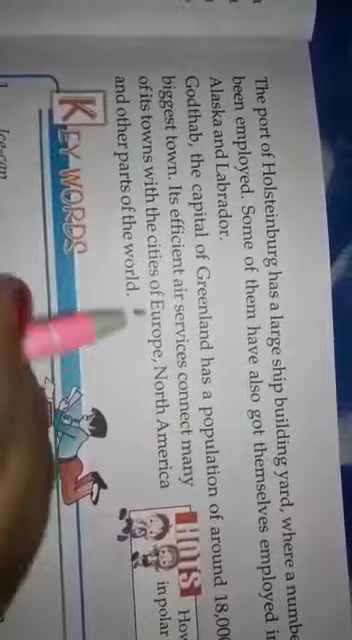 The port of Holsteinburg has a large ship building yard, where a numbe
been employed. Some of them have also got themselves employed i
Alaska and Labrador.
Godthab, the capital of Greenland has a population of around 18,00
biggest town. Its efficient air services connect many
of its towns with the cities of Europe, North America
and other parts of the world.
HOTS
How
in polar
KEY WORDS
Ice-cap